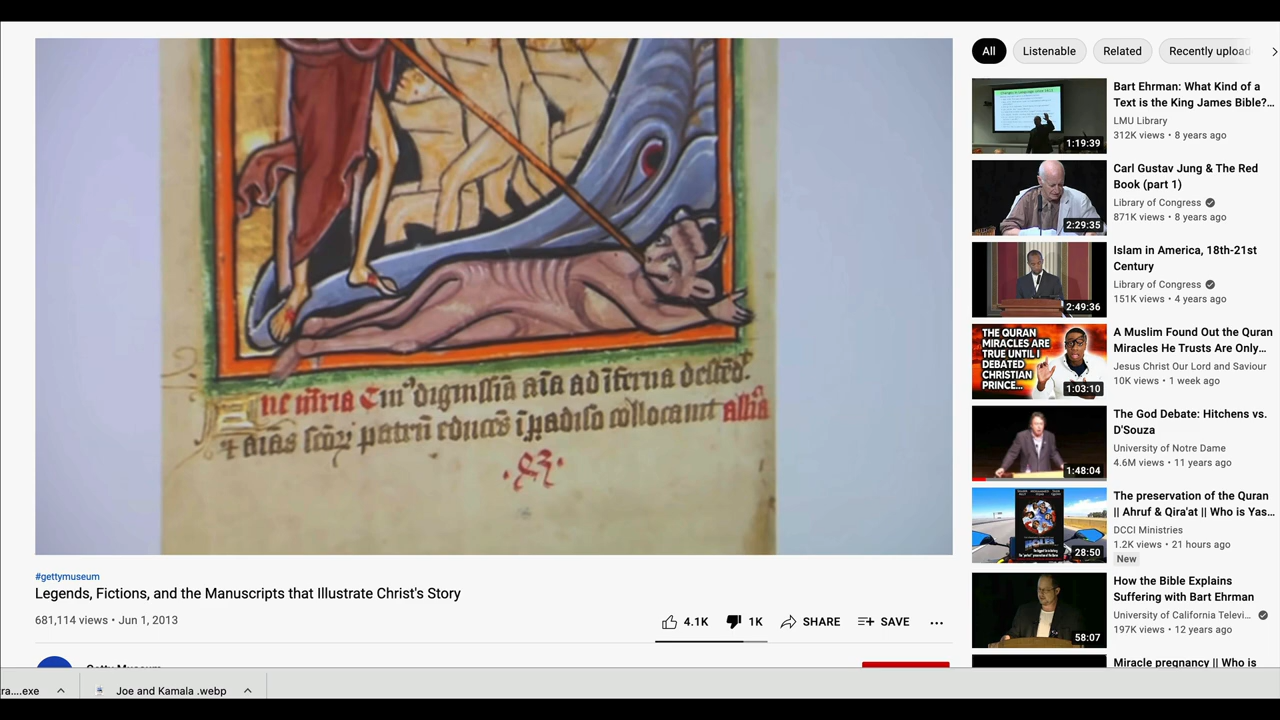 All
Listenable
Related
Recently upload
#gettymuseum
Legends, Fictions, and the Manuscripts that Illustrate Christ's Story
681,114 views • Jun 1, 2013
4.1K
1K
SHARE
SAVE
ra....exe
Joe and Kamala .webp
1:19:39
Bart Ehrman: What Kind of a
Text is the King James Bible?...
LMU Library
312K views • 8 years ago
2:29:35
Carl Gustav Jung & The Red
Book (part 1)
Library of Congress
871K views • 8 years ago
2:49:36
Islam in America, 18th-21st
Century
Library of Congress
151K views • 4 years ago
THE QURAN
MIRACLES ARE
TRUE UNTIL I
DEBATED
CHRISTIAN
PRINCE...
1:03:10
A Muslim Found Out the Quran
Miracles He Trusts Are Only...
Jesus Christ Our Lord and Saviour
10K views • 1 week ago
1:48:04
The God Debate: Hitchens vs.
D'Souza
University of Notre Dame
4.6M views • 11 years ago
HOLES
28:50
The preservation of the Quran
|| Ahruf & Qira'at || Who is Yas...
DCCI Ministries
1.2K views • 21 hours ago
New
58:07
How the Bible Explains
Suffering with Bart Ehrman
University of California Televi...
197K views • 12 years ago
Miracle pregnancy || Who is